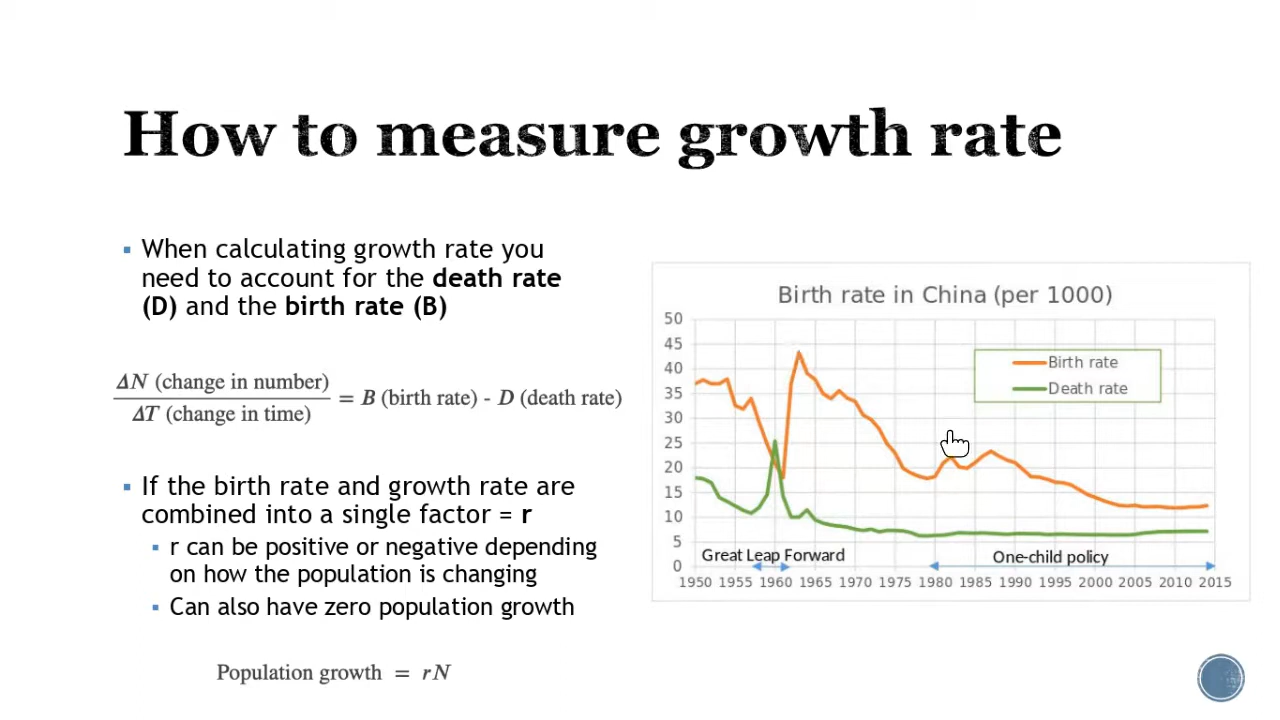 How to measure growth rate
▪ When calculating growth rate you
need to account for the death rate
(D) and the birth rate (B)
ΔN (change in number)
ΔT (change in time)
= B (birth rate) - D (death rate)
▪ If the birth rate and growth rate are
combined into a single factor = r
▪ r can be positive or negative depending
on how the population is changing
▪ Can also have zero population growth
Population growth = rN
Birth rate in China (per 1000)
50
45
40
35
30
25
20
15
10
5
0
Birth rate
Death rate
Great Leap Forward
One-child policy
1950 1955 1960 1965 1970 1975 1980 1985 1990 1995 2000 2005 2010 2015